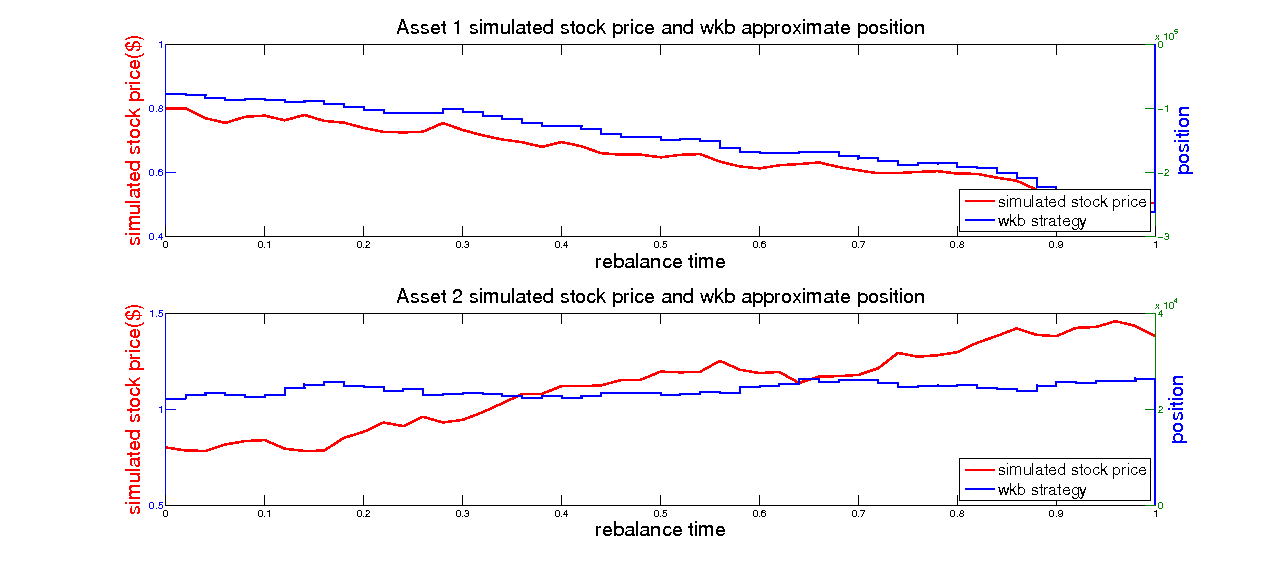 Asset 1 simulated stock price and wkb approximate position
x 10^5
simulated stock price($)
1
0.8
0.6
0.4
0
-1
-2
-3
position
simulated stock price
wkb strategy
0 0.1 0.2 0.3 0.4 0.5 0.6 0.7 0.8 0.9 1
rebalance time
Asset 2 simulated stock price and wkb approximate position
x 10^4
simulated stock price($)
1.5
1
0.5
4
2
0
position
simulated stock price
wkb strategy
0 0.1 0.2 0.3 0.4 0.5 0.6 0.7 0.8 0.9 1
rebalance time